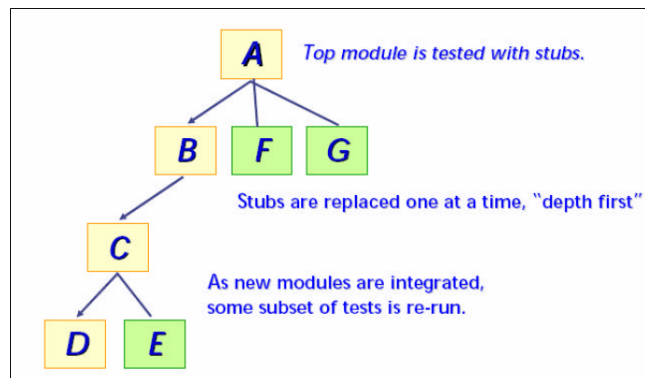 A
Top module is tested with stubs.
B F G
Stubs are replaced one at a time, "depth first"
C
As new modules are integrated,
some subset of tests is re-run.
D E